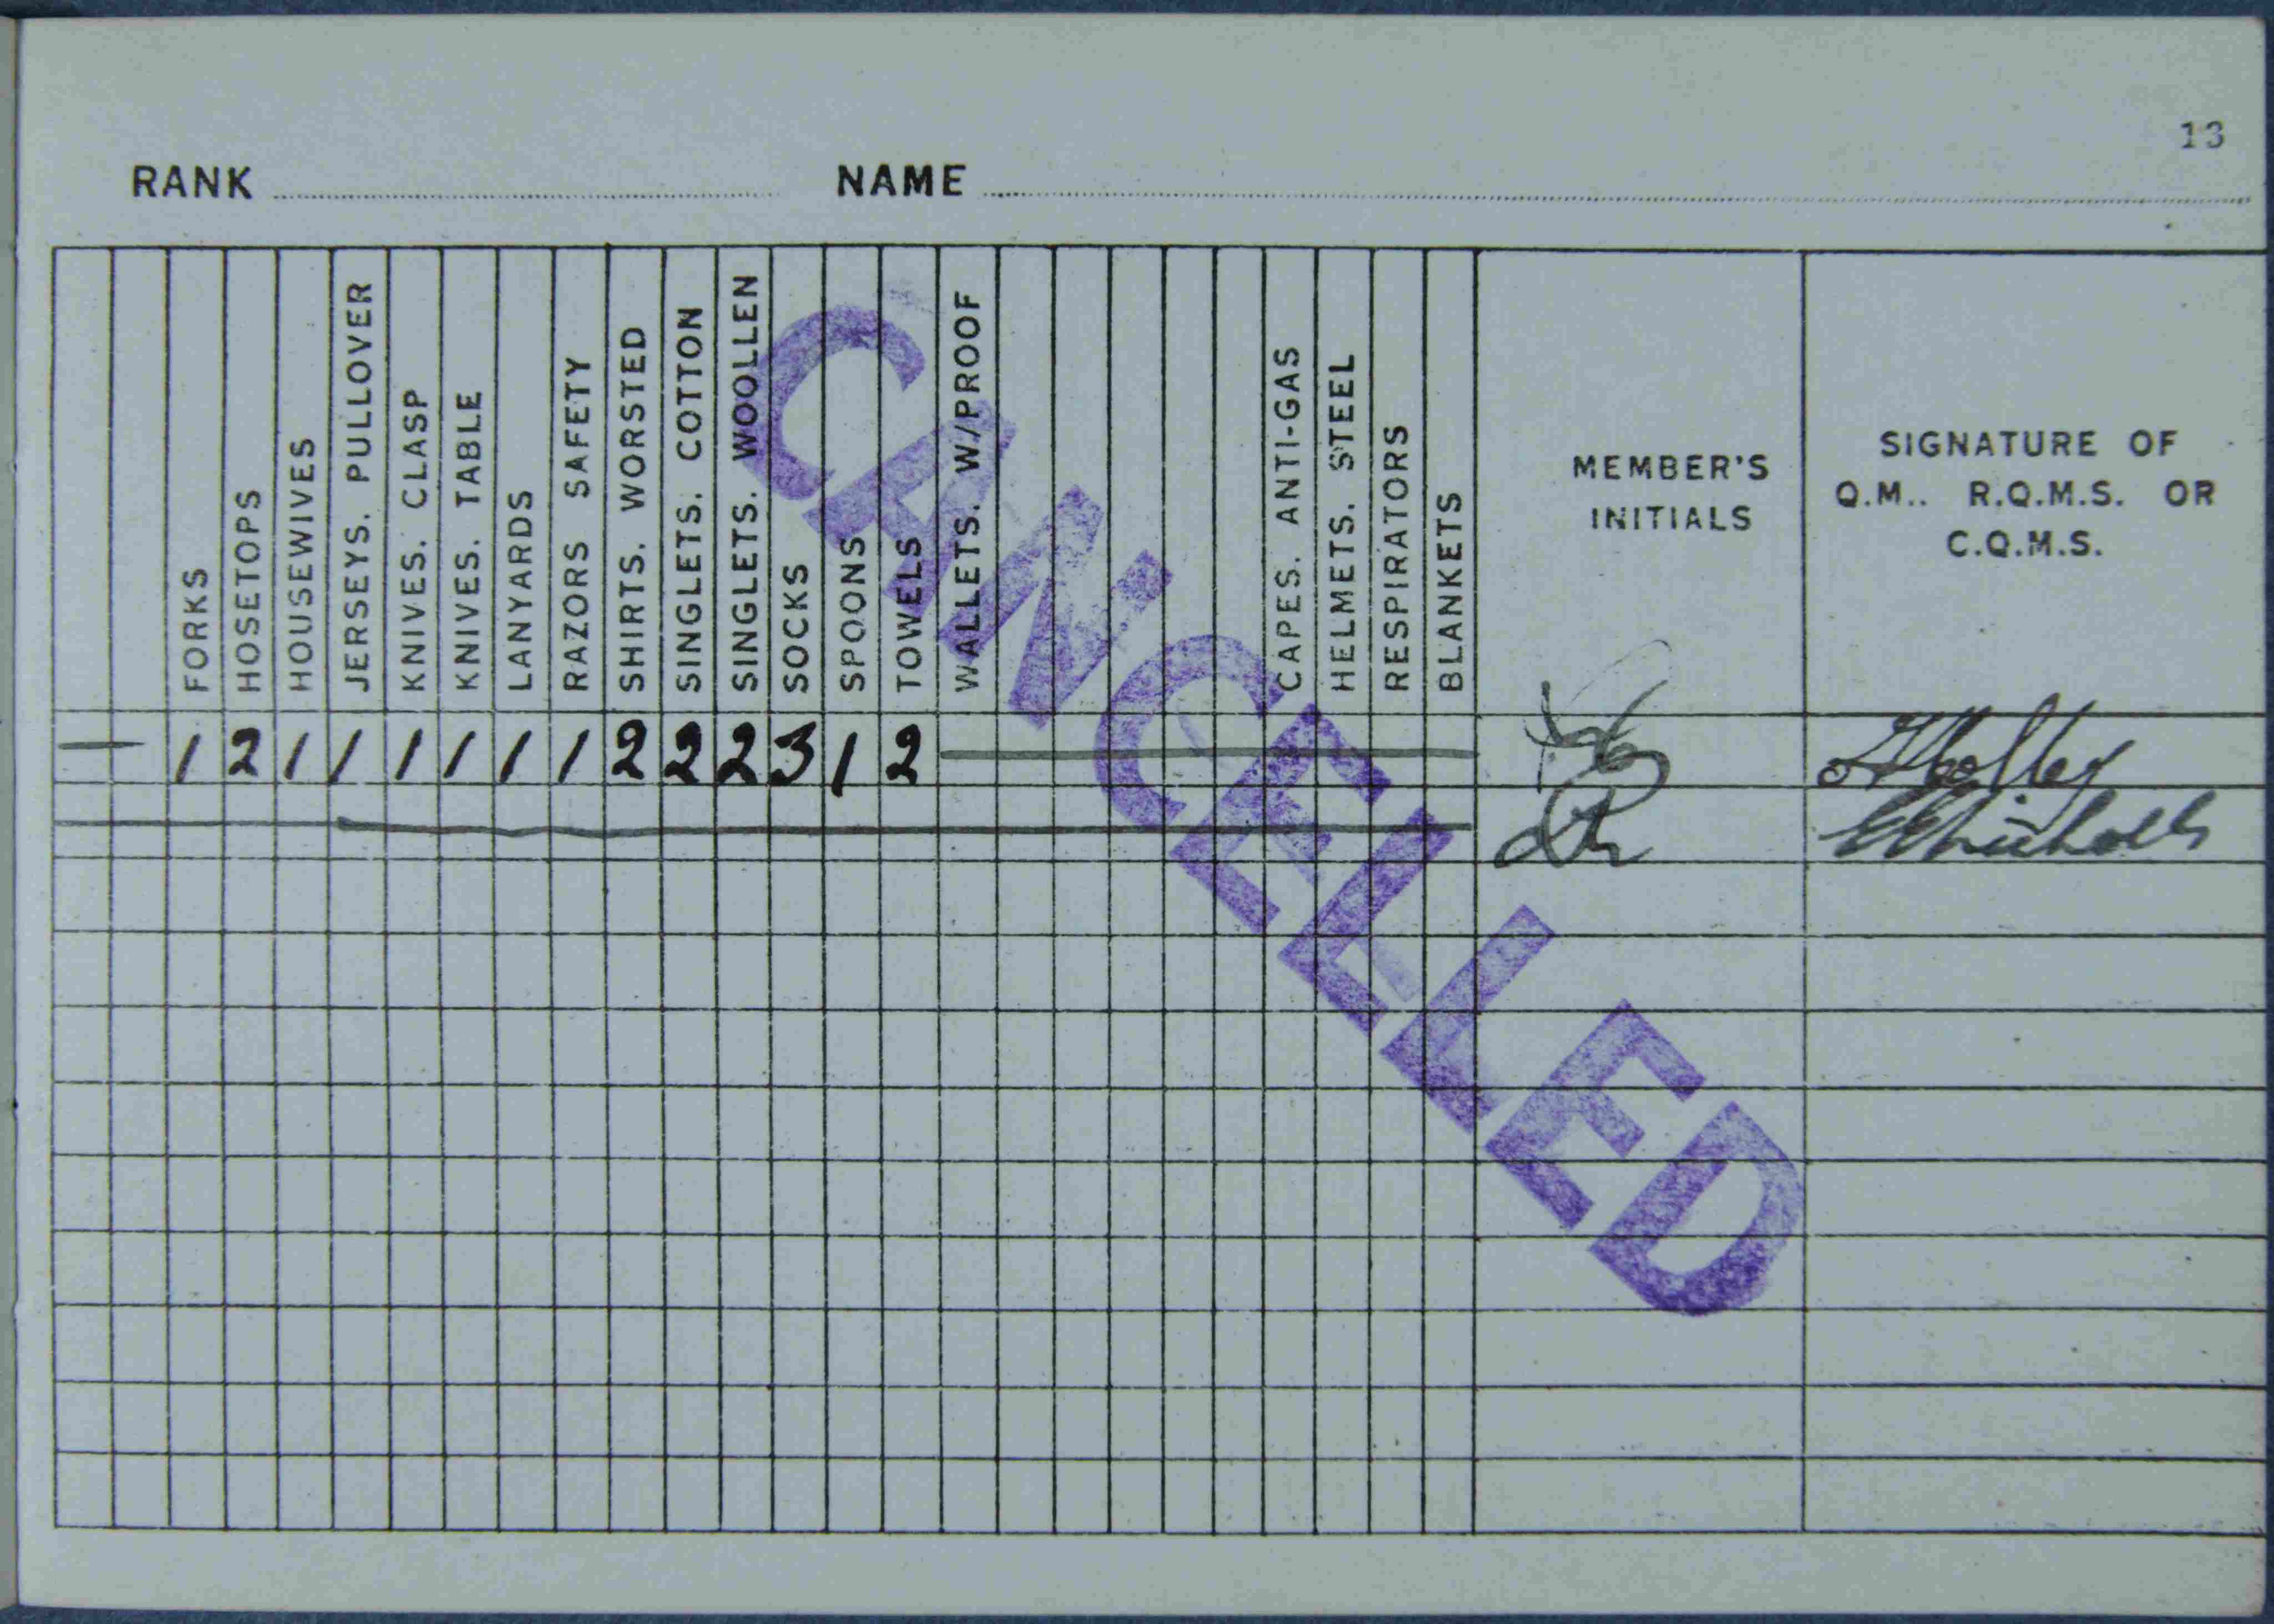 13
RANK NAME
FORKS
HOSETOPS
HOUSEWIVES
JERSEYS. PULLOVER
KNIVES. CLASP
KNIVES. TABLE
LANYARDS
RAZORS SAFETY
SHIRTS. WORSTED
SINGLETS. COTTON
SINGLETS. WOOLLEN
SOCKS
SPOONS
TOWELS
WALLETS. W/PROOF
CAPES. ANTI-GAS
HELMETS. STEEL
RESPIRATORS
BLANKETS
MEMBER'S
INITIALS
SIGNATURE OF
Q.M.. R.Q.M.S. OR
C.Q.M.S.
— 1 2 1 1 1 1 1 1 2 2 2 3 1 2
CANCELLED